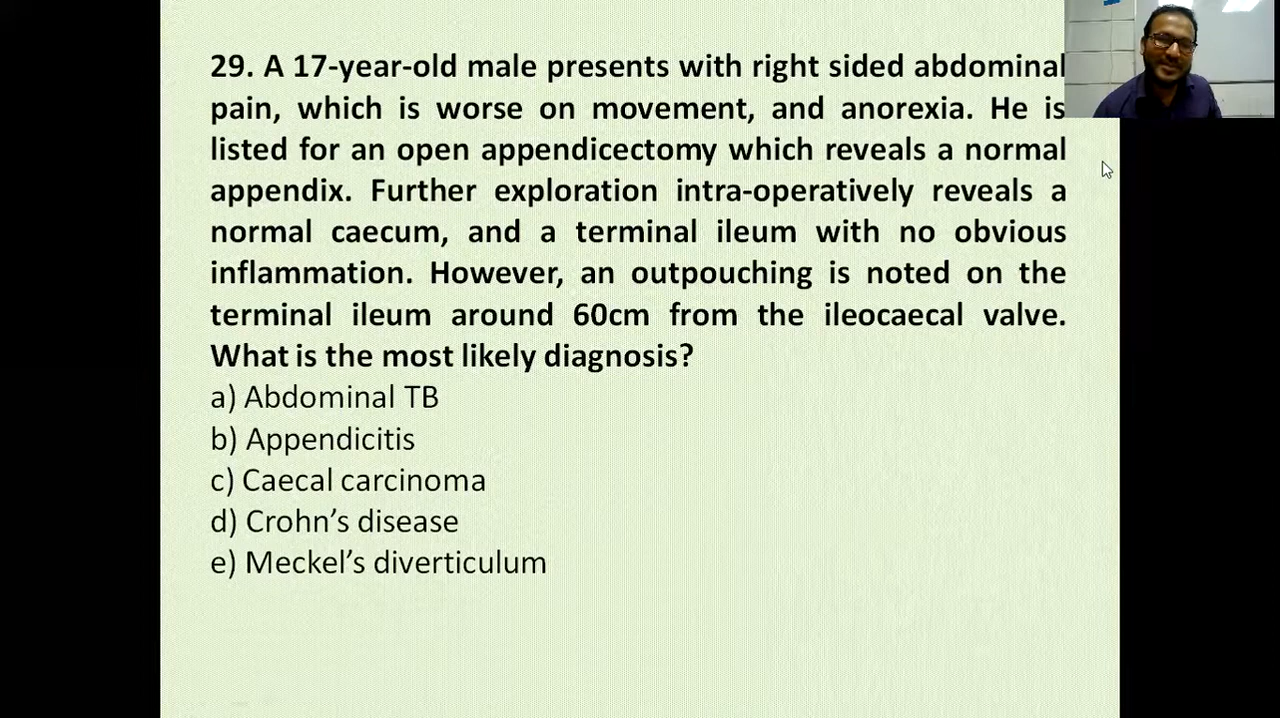 29. A 17-year-old male presents with right sided abdominal
pain, which is worse on movement, and anorexia. He is
listed for an open appendicectomy which reveals a normal
appendix. Further exploration intra-operatively reveals a
normal caecum, and a terminal ileum with no obvious
inflammation. However, an outpouching is noted on the
terminal ileum around 60cm from the ileocaecal valve.
What is the most likely diagnosis?
a) Abdominal TB
b) Appendicitis
c) Caecal carcinoma
d) Crohn’s disease
e) Meckel’s diverticulum